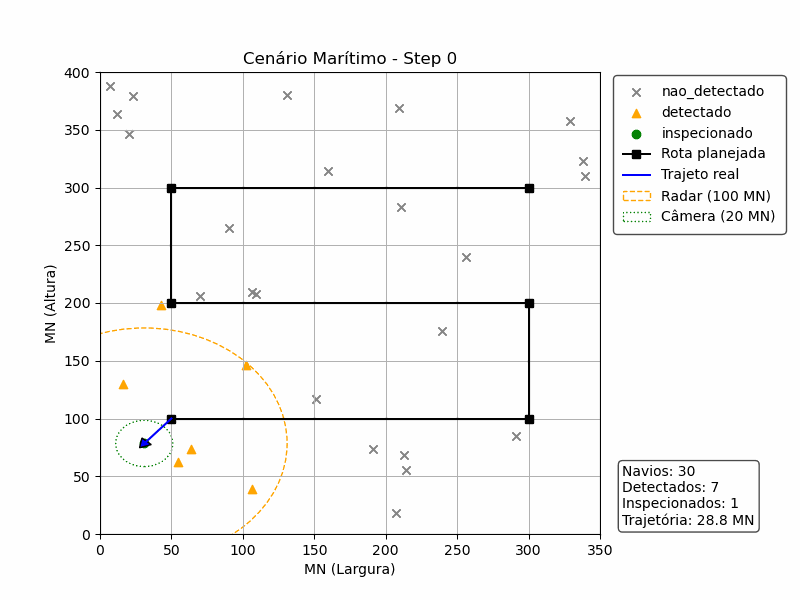 Cenário Marítimo - Step 0
MN (Altura)
400
350
300
250
200
150
100
50
0
0 50 100 150 200 250 300 350
MN (Largura)
nao_detectado
detectado
inspecionado
Rota planejada
Trajeto real
Radar (100 MN)
Câmera (20 MN)
Navios: 30
Detectados: 7
Inspecionados: 1
Trajetória: 28.8 MN